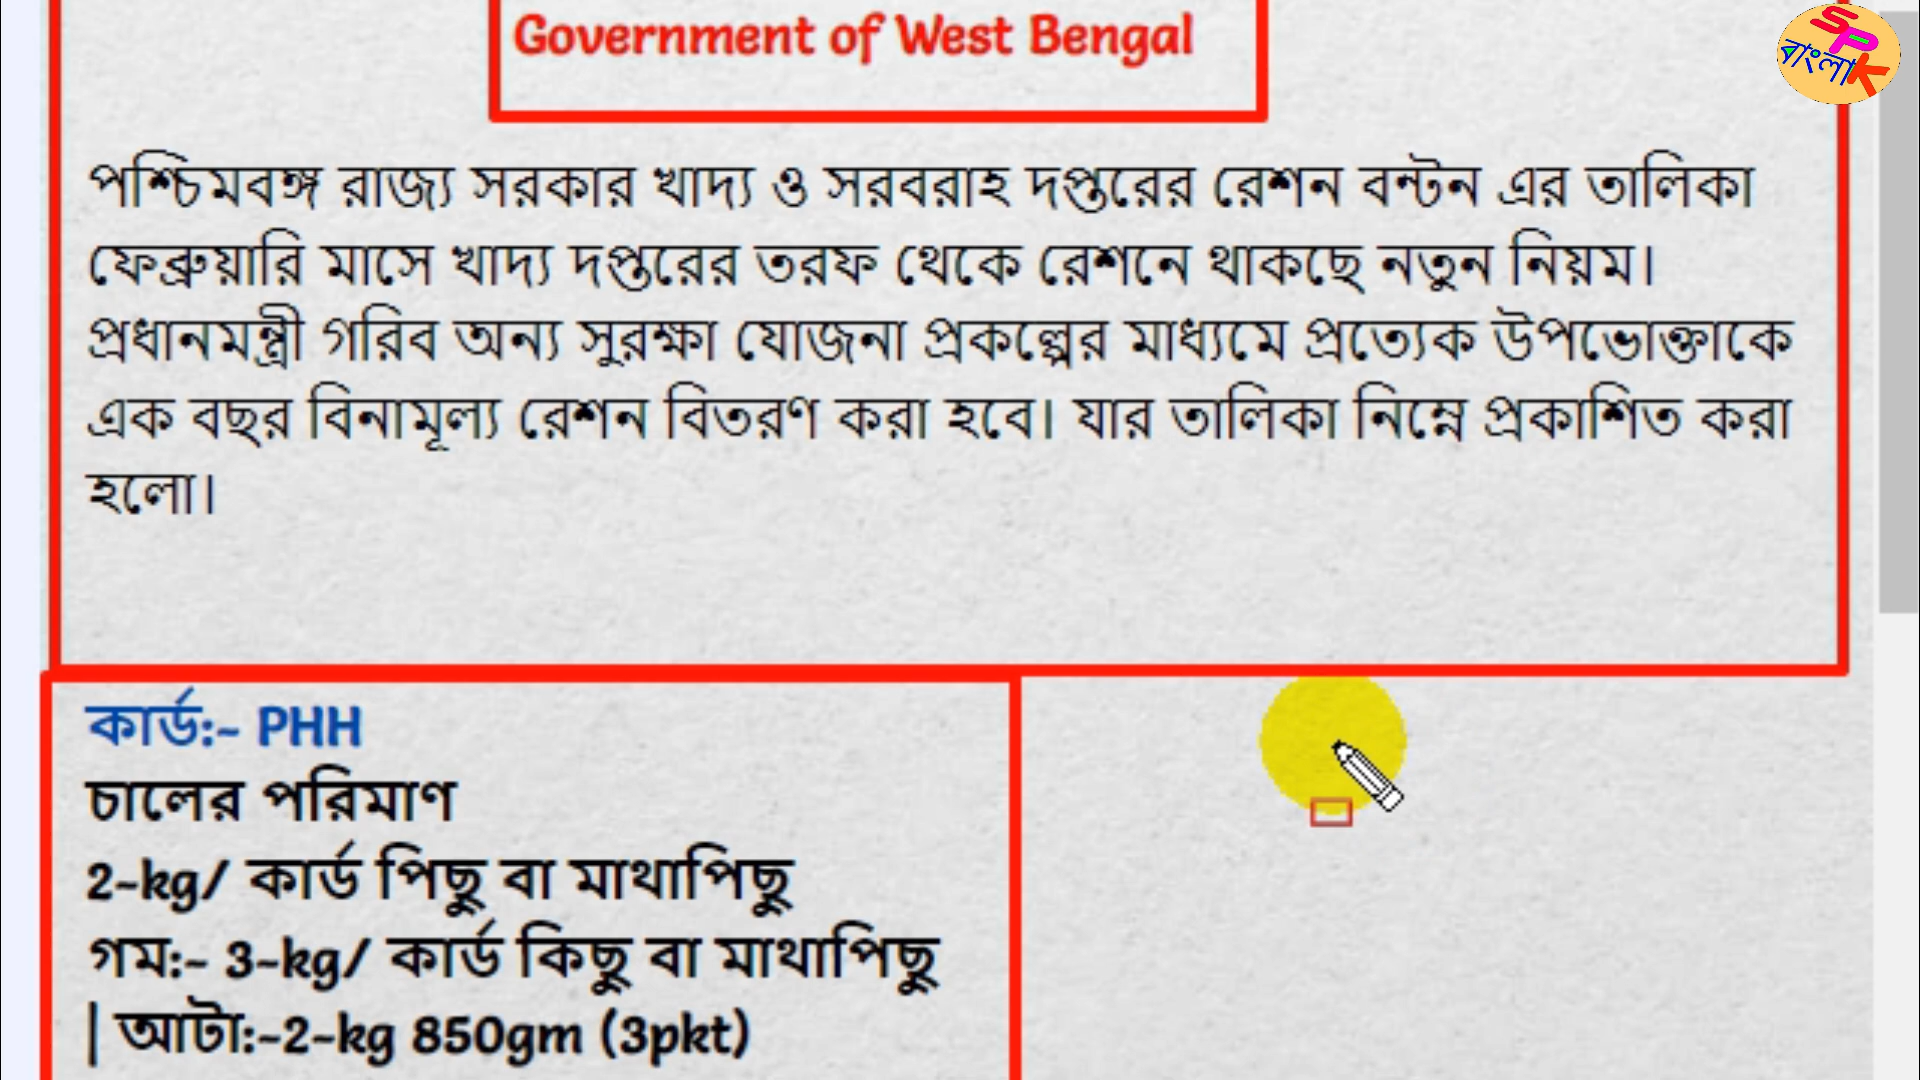 Government of West Bengal
SPK
বাংলা
পশ্চিমবঙ্গ রাজ্য সরকার খাদ্য ও সরবরাহ দপ্তরের রেশন বন্টন এর তালিকা
ফেব্রুয়ারি মাসে খাদ্য দপ্তরের তরফ থেকে রেশনে থাকছে নতুন নিয়ম।
প্রধানমন্ত্রী গরিব অন্য সুরক্ষা যোজনা প্রকল্পের মাধ্যমে প্রত্যেক উপভোক্তাকে
এক বছর বিনামূল্য রেশন বিতরণ করা হবে। যার তালিকা নিম্নে প্রকাশিত করা
হলো।
কার্ড:- PHH
চালের পরিমাণ
2-kg/ কার্ড পিছু বা মাথাপিছু
গম:- 3-kg/ কার্ড কিছু বা মাথাপিছু
| আটা:-2-kg 850gm (3pkt)